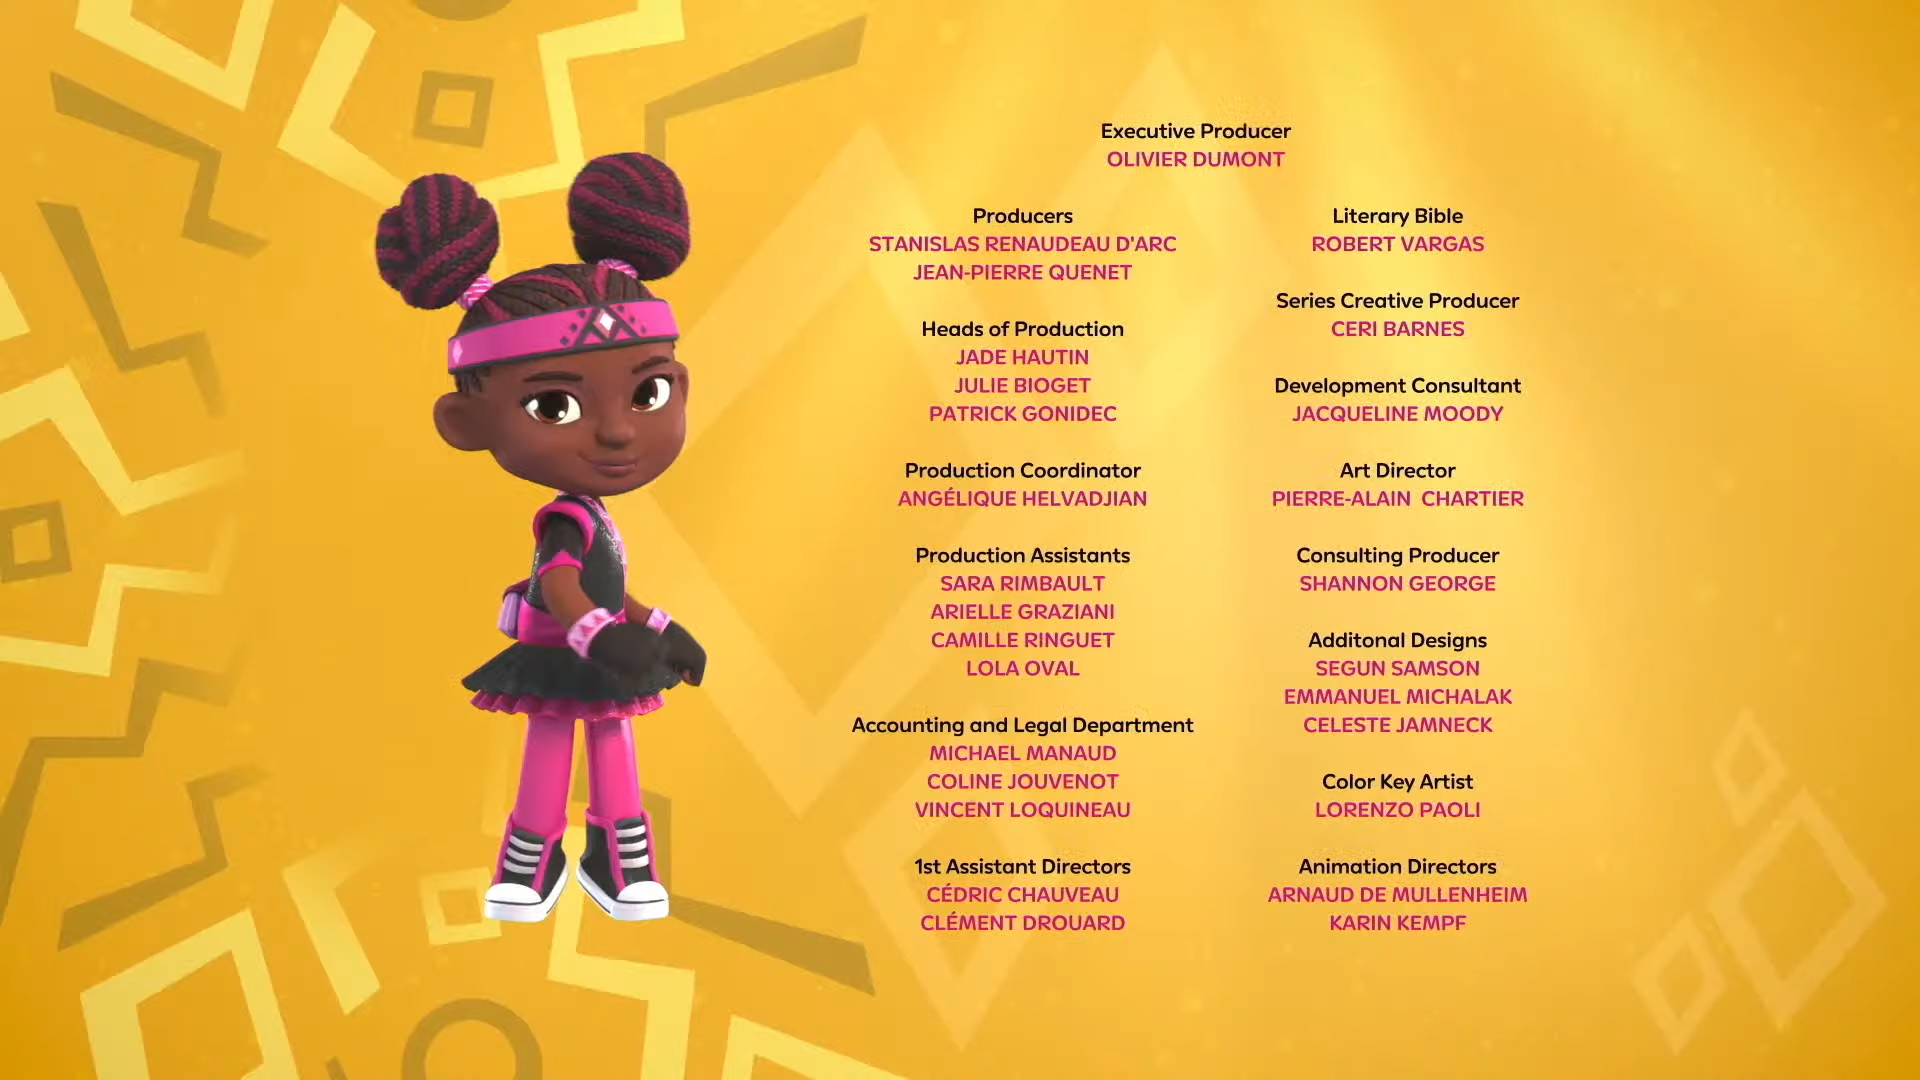 Executive Producer
OLIVIER DUMONT
Producers
STANISLAS RENAUDEAU D'ARC
JEAN-PIERRE QUENET
Heads of Production
JADE HAUTIN
JULIE BIOGET
PATRICK GONIDEC
Production Coordinator
ANGÉLIQUE HELVADJIAN
Production Assistants
SARA RIMBAULT
ARIELLE GRAZIANI
CAMILLE RINGUET
LOLA OVAL
Accounting and Legal Department
MICHAEL MANAUD
COLINE JOUVENOT
VINCENT LOQUINEAU
1st Assistant Directors
CÉDRIC CHAUVEAU
CLÉMENT DROUARD
Literary Bible
ROBERT VARGAS
Series Creative Producer
CERI BARNES
Development Consultant
JACQUELINE MOODY
Art Director
PIERRE-ALAIN  CHARTIER
Consulting Producer
SHANNON GEORGE
Additonal Designs
SEGUN SAMSON
EMMANUEL MICHALAK
CELESTE JAMNECK
Color Key Artist
LORENZO PAOLI
Animation Directors
ARNAUD DE MULLENHEIM
KARIN KEMPF